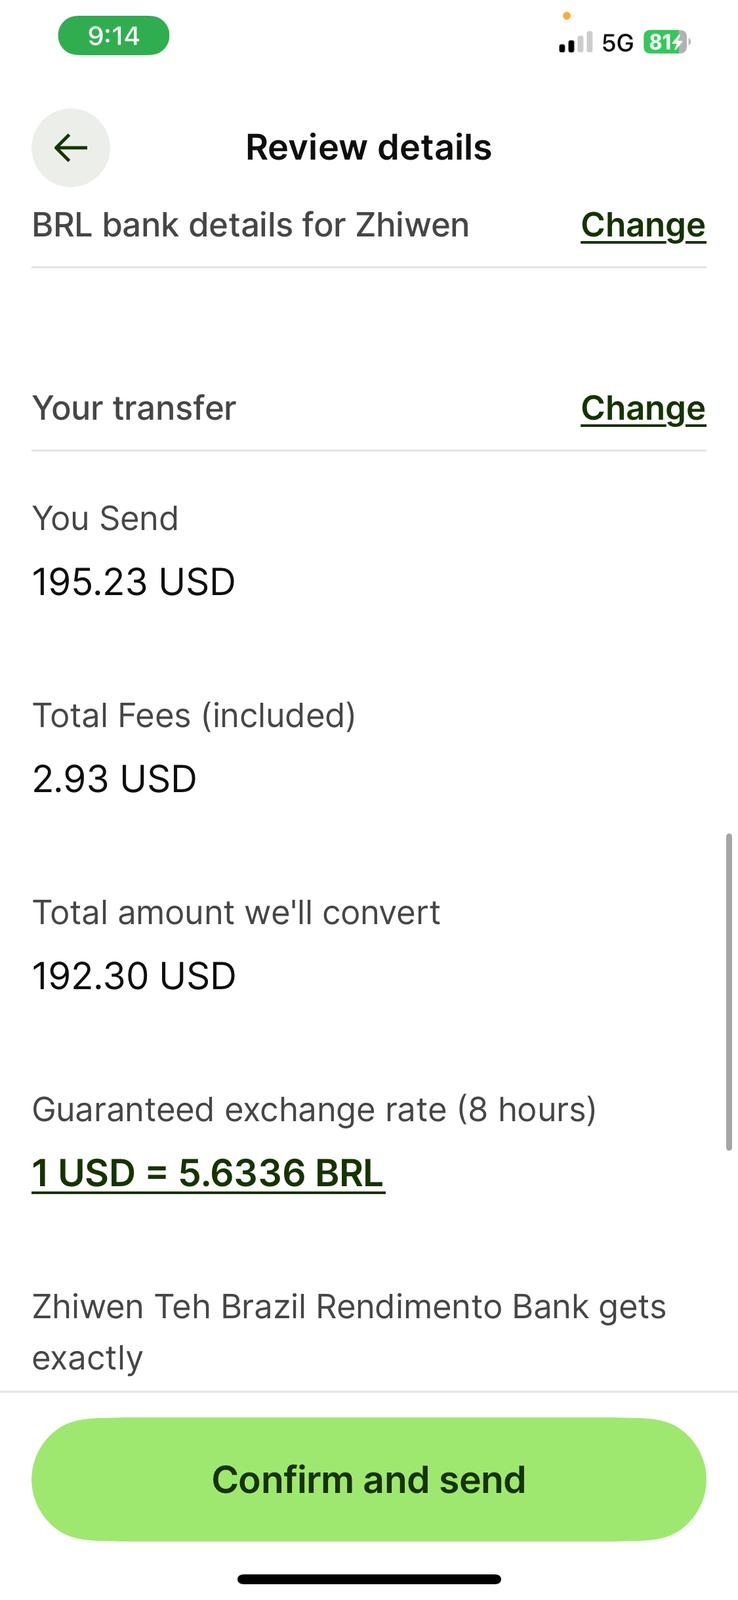 9:14
5G 81
Review details
BRL bank details for Zhiwen Change
Your transfer Change
You Send
195.23 USD
Total Fees (included)
2.93 USD
Total amount we'll convert
192.30 USD
Guaranteed exchange rate (8 hours)
1 USD = 5.6336 BRL
Zhiwen Teh Brazil Rendimento Bank gets
exactly
Confirm and send